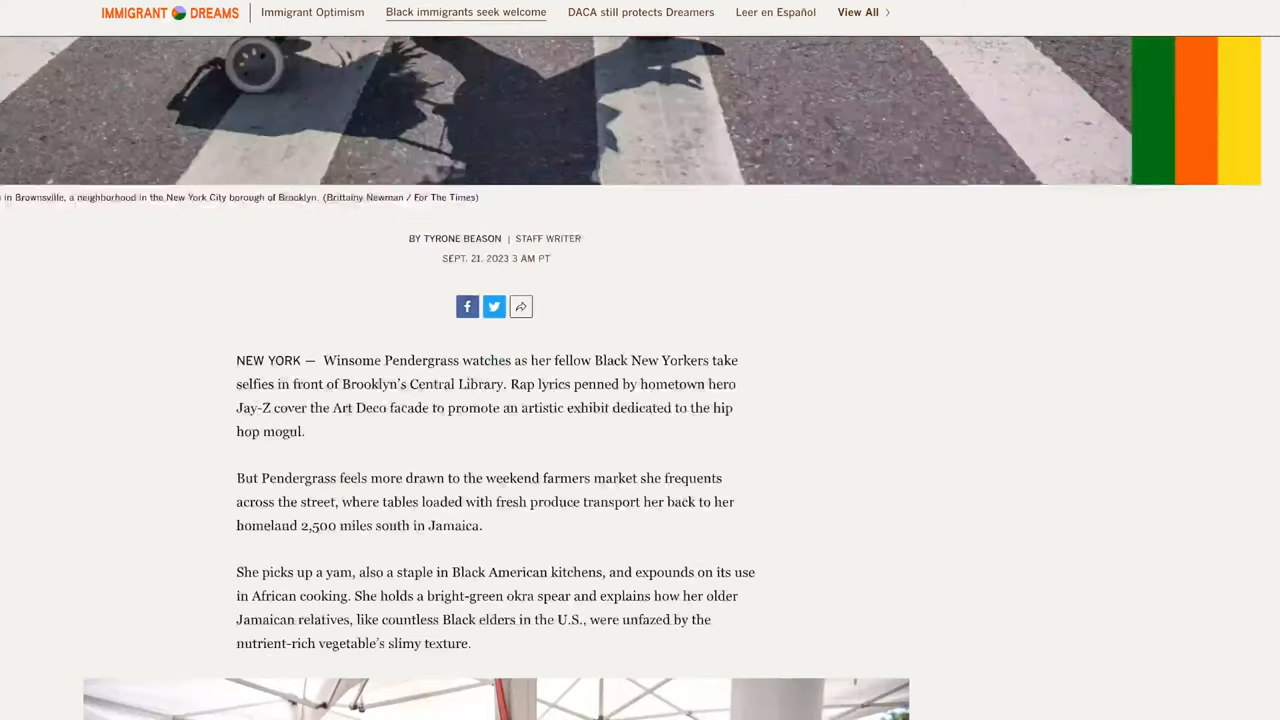 IMMIGRANT DREAMS
Immigrant Optimism
Black immigrants seek welcome
DACA still protects Dreamers
Leer en Español
View All
in Brownsville, a neighborhood in the New York City borough of Brooklyn. (Brittainy Newman / For The Times)
BY TYRONE BEASON | STAFF WRITER
SEPT. 21, 2023 3 AM PT
NEW YORK — Winsome Pendergrass watches as her fellow Black New Yorkers take
selfies in front of Brooklyn's Central Library. Rap lyrics penned by hometown hero
Jay-Z cover the Art Deco facade to promote an artistic exhibit dedicated to the hip
hop mogul.
But Pendergrass feels more drawn to the weekend farmers market she frequents
across the street, where tables loaded with fresh produce transport her back to her
homeland 2,500 miles south in Jamaica.
She picks up a yam, also a staple in Black American kitchens, and expounds on its use
in African cooking. She holds a bright-green okra spear and explains how her older
Jamaican relatives, like countless Black elders in the U.S., were unfazed by the
nutrient-rich vegetable's slimy texture.